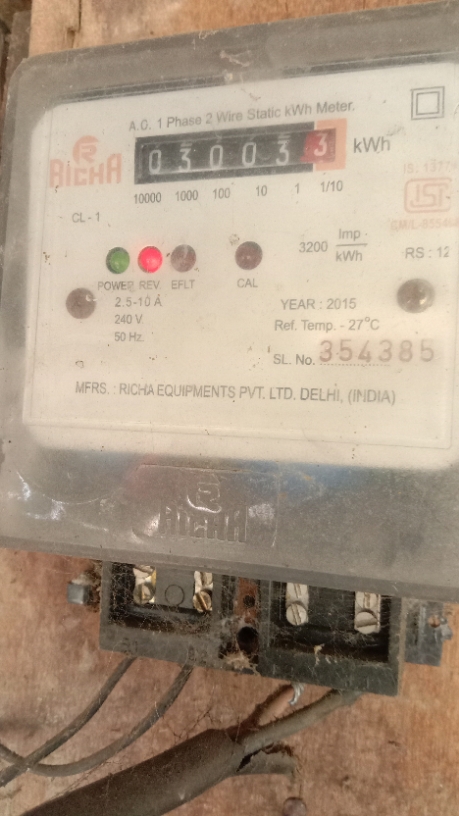 A.C. 1 Phase 2 Wire Static kWh Meter.
RICHA
030033 kWh
10000 1000 100 10 1 1/10
CL - 1
3200 Imp/kWh
RS : 12
POWER REV. EFLT CAL
2.5-10 A
240 V.
50 Hz.
YEAR : 2015
Ref. Temp. - 27°C
SL. No. 354385
MFRS. : RICHA EQUIPMENTS PVT. LTD. DELHI, (INDIA)
RICHA